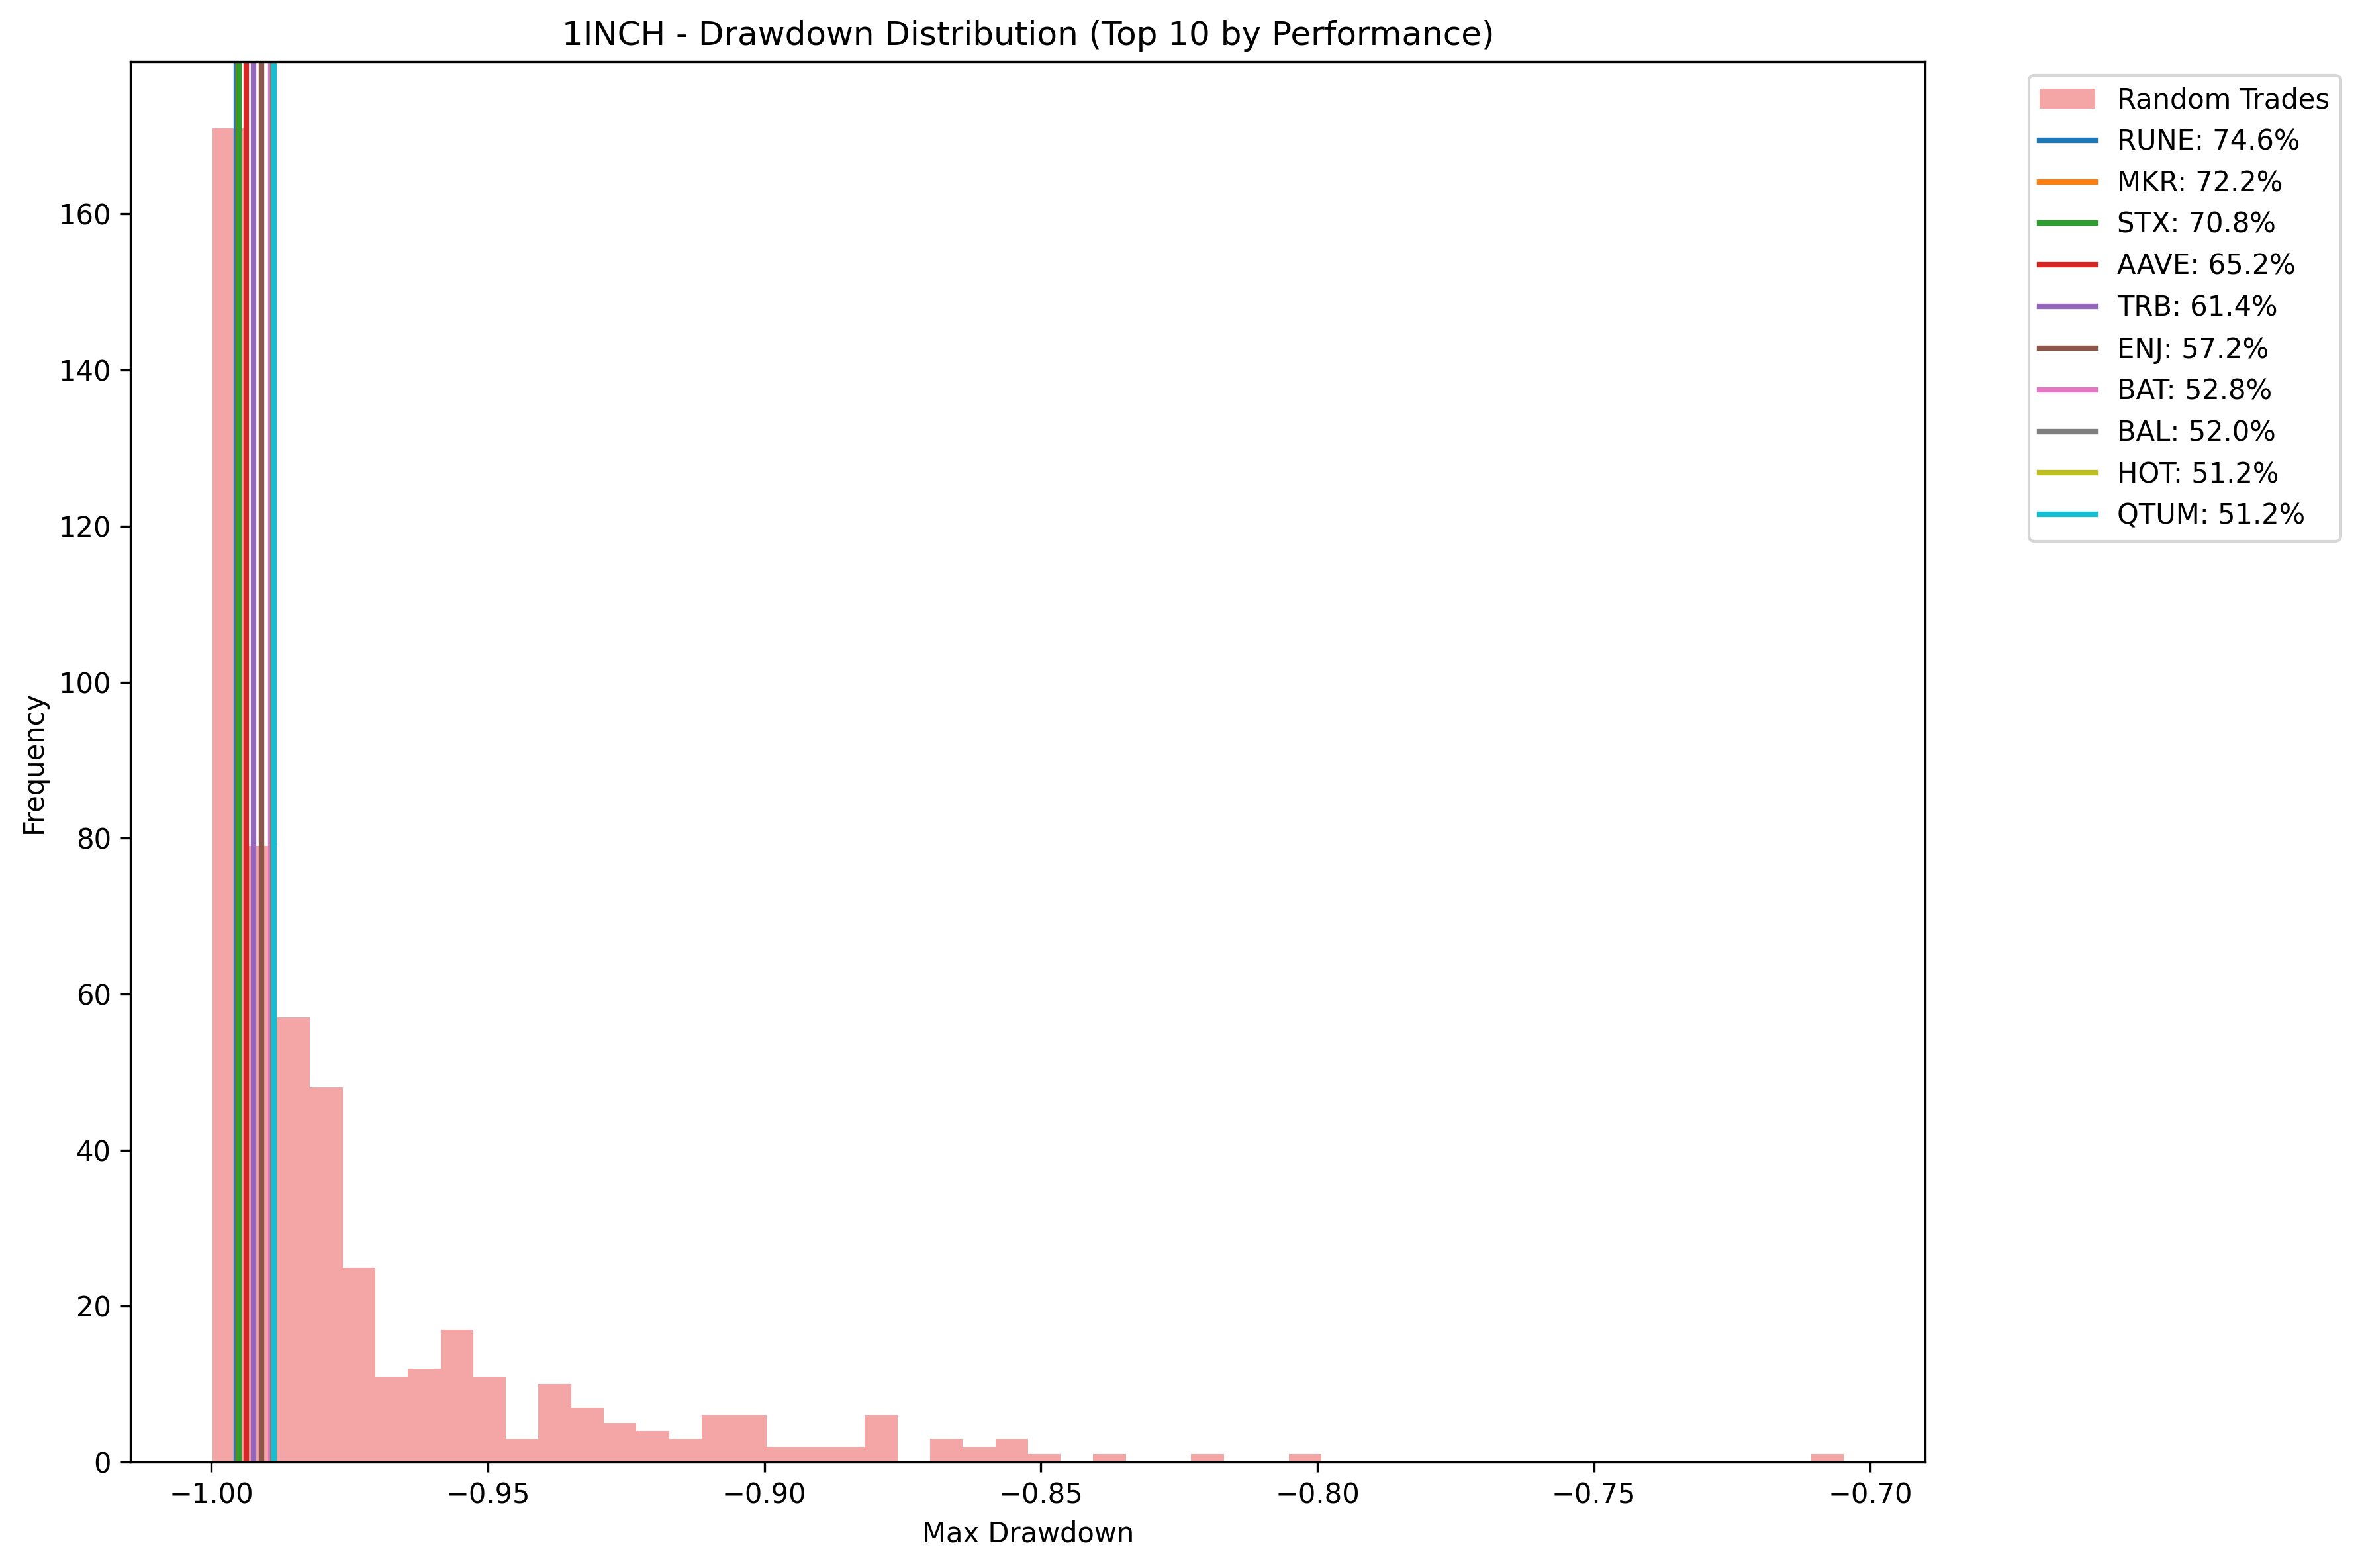 1INCH - Drawdown Distribution (Top 10 by Performance)
Random Trades
RUNE: 74.6%
MKR: 72.2%
STX: 70.8%
AAVE: 65.2%
TRB: 61.4%
ENJ: 57.2%
BAT: 52.8%
BAL: 52.0%
HOT: 51.2%
QTUM: 51.2%
Frequency
160
140
120
100
80
60
40
20
0
−1.00 −0.95 −0.90 −0.85 −0.80 −0.75 −0.70
Max Drawdown